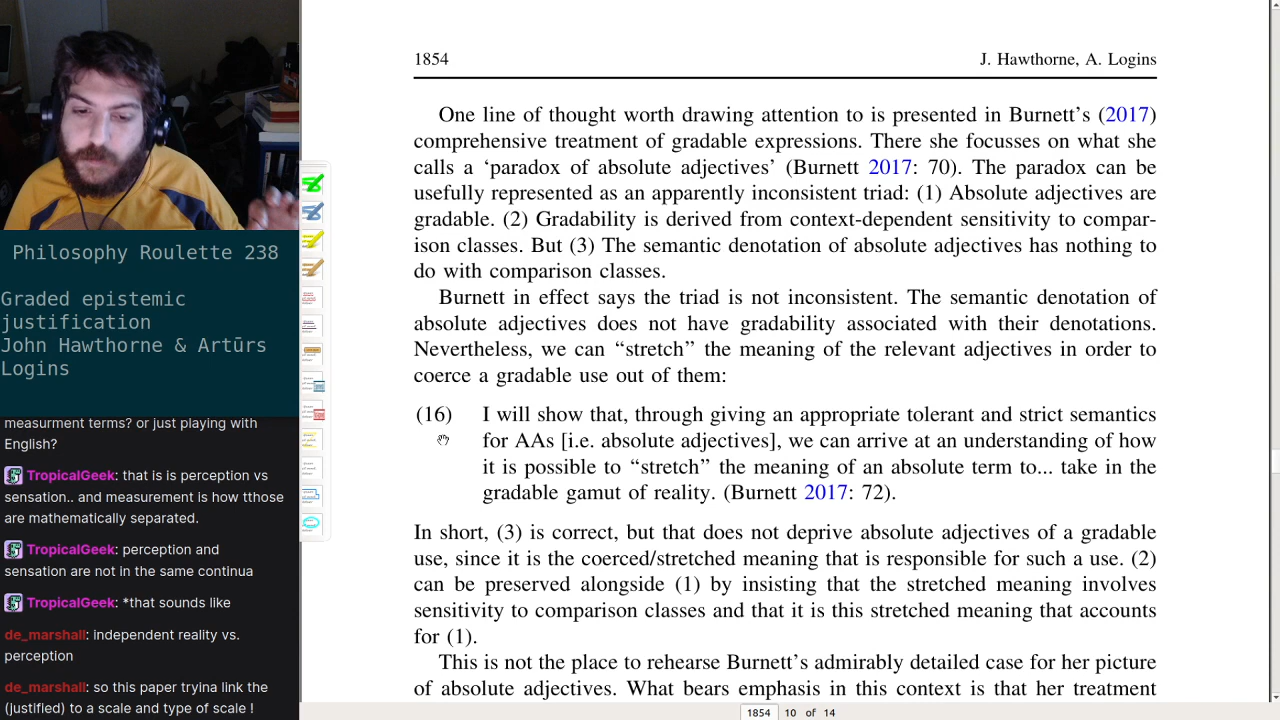 Philosophy Roulette 238
Graded epistemic
justification
John Hawthorne & Artūrs
Logins
measurment terms? or just playing with
English?
TropicalGeek: that is is perception vs
sensation.. and measurement is how tthose
are mathematically separated.
TropicalGeek: perception and
sensation are not in the same continua
TropicalGeek: *that sounds like
de_marshall: independent reality vs.
perception
de_marshall: so this paper tryina link the
(justified) to a scale and type of scale !
1854
J. Hawthorne, A. Logins
One line of thought worth drawing attention to is presented in Burnett's (2017)
comprehensive treatment of gradable expressions. There she focusses on what she
calls a 'paradox of absolute adjectives' (Burnett 2017: 70). The paradox can be
usefully represented as an apparently inconsistent triad: (1) Absolute adjectives are
gradable. (2) Gradability is derived from context-dependent sensitivity to compar-
ison classes. But (3) The semantic denotation of absolute adjectives has nothing to
do with comparison classes.
Burnett in effect says the triad is not inconsistent. The semantic denotation of
absolute adjectives does not have gradability associated with their denotations.
Nevertheless, we can "stretch" the meaning of the relevant adjectives in order to
coerce a gradable use out of them:
(16) I will show that, through giving an appropriate tolerant and strict semantics
for AAs [i.e. absolute adjectives], we can arrive at an understanding of how
it is possible to "stretch" the meaning of an absolute term to... take in the
gradable gamut of reality. (Burnett 2017: 72).
In short, (3) is correct, but that does not deprive absolute adjectives of a gradable
use, since it is the coerced/stretched meaning that is responsible for such a use. (2)
can be preserved alongside (1) by insisting that the stretched meaning involves
sensitivity to comparison classes and that it is this stretched meaning that accounts
for (1).
This is not the place to rehearse Burnett's admirably detailed case for her picture
of absolute adjectives. What bears emphasis in this context is that her treatment
1854 10 of 14